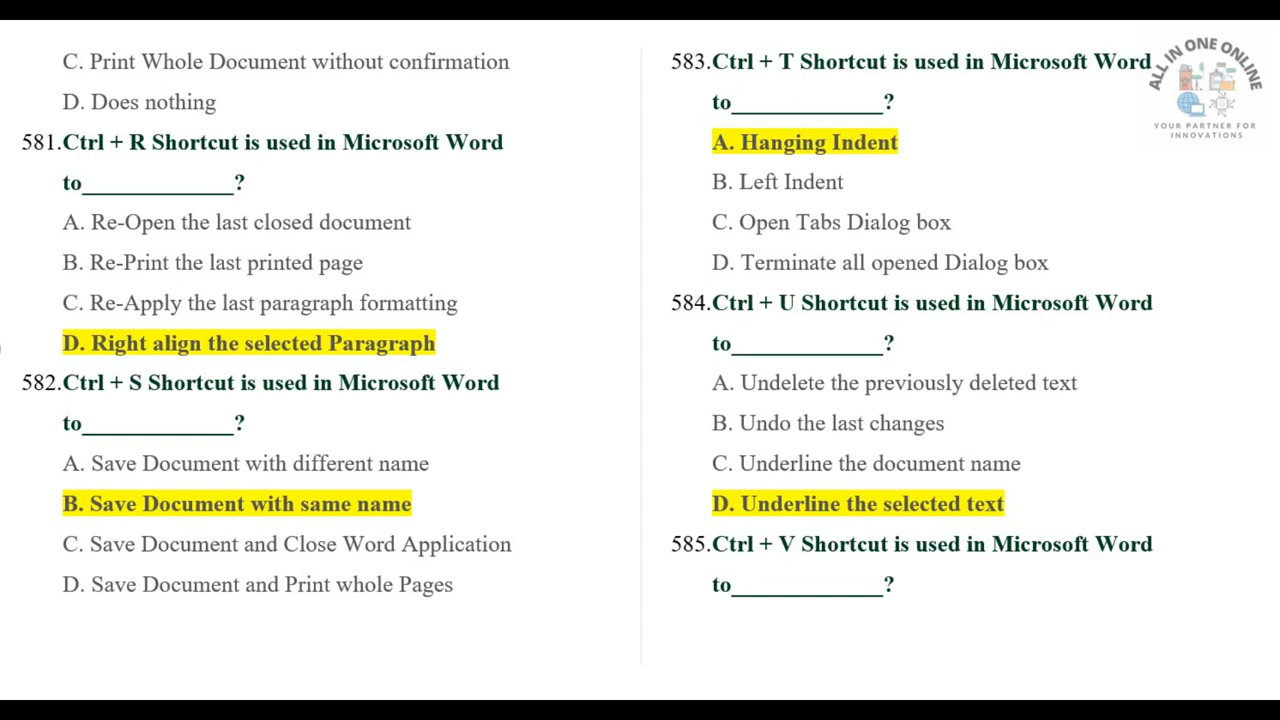 C. Print Whole Document without confirmation
D. Does nothing
581.Ctrl + R Shortcut is used in Microsoft Word
to_____________?
A. Re-Open the last closed document
B. Re-Print the last printed page
C. Re-Apply the last paragraph formatting
D. Right align the selected Paragraph
582.Ctrl + S Shortcut is used in Microsoft Word
to_____________?
A. Save Document with different name
B. Save Document with same name
C. Save Document and Close Word Application
D. Save Document and Print whole Pages
583.Ctrl + T Shortcut is used in Microsoft Word
to_____________?
A. Hanging Indent
B. Left Indent
C. Open Tabs Dialog box
D. Terminate all opened Dialog box
584.Ctrl + U Shortcut is used in Microsoft Word
to_____________?
A. Undelete the previously deleted text
B. Undo the last changes
C. Underline the document name
D. Underline the selected text
585.Ctrl + V Shortcut is used in Microsoft Word
to_____________?
ALL IN ONE ONLINE
YOUR PARTNER FOR
INNOVATIONS